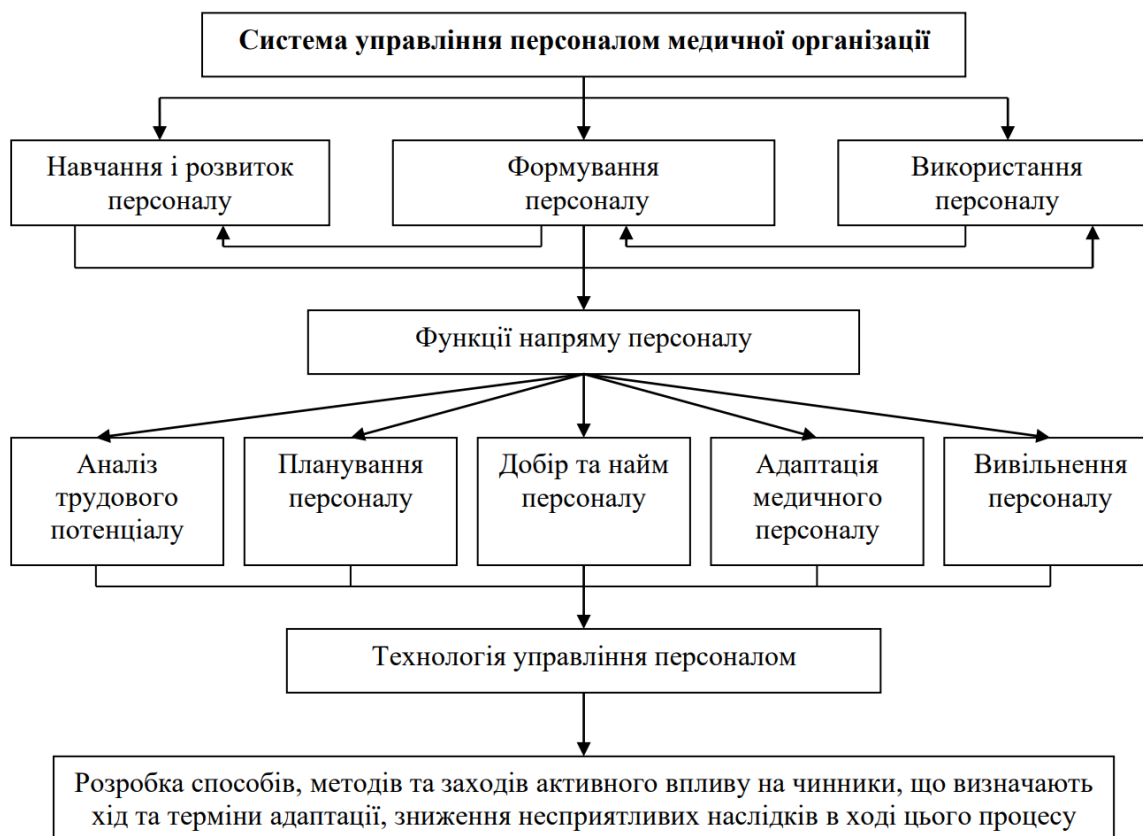 Система управління персоналом медичної організації
Навчання і розвиток
персоналу
Формування
персоналу
Використання
персоналу
Функції напряму персоналу
Аналіз
трудового
потенціалу
Планування
персоналу
Добір та найм
персоналу
Адаптація
медичного
персоналу
Вивільнення
персоналу
Технологія управління персоналом
Розробка способів, методів та заходів активного впливу на чинники, що визначають
хід та терміни адаптації, зниження несприятливих наслідків в ході цього процесу